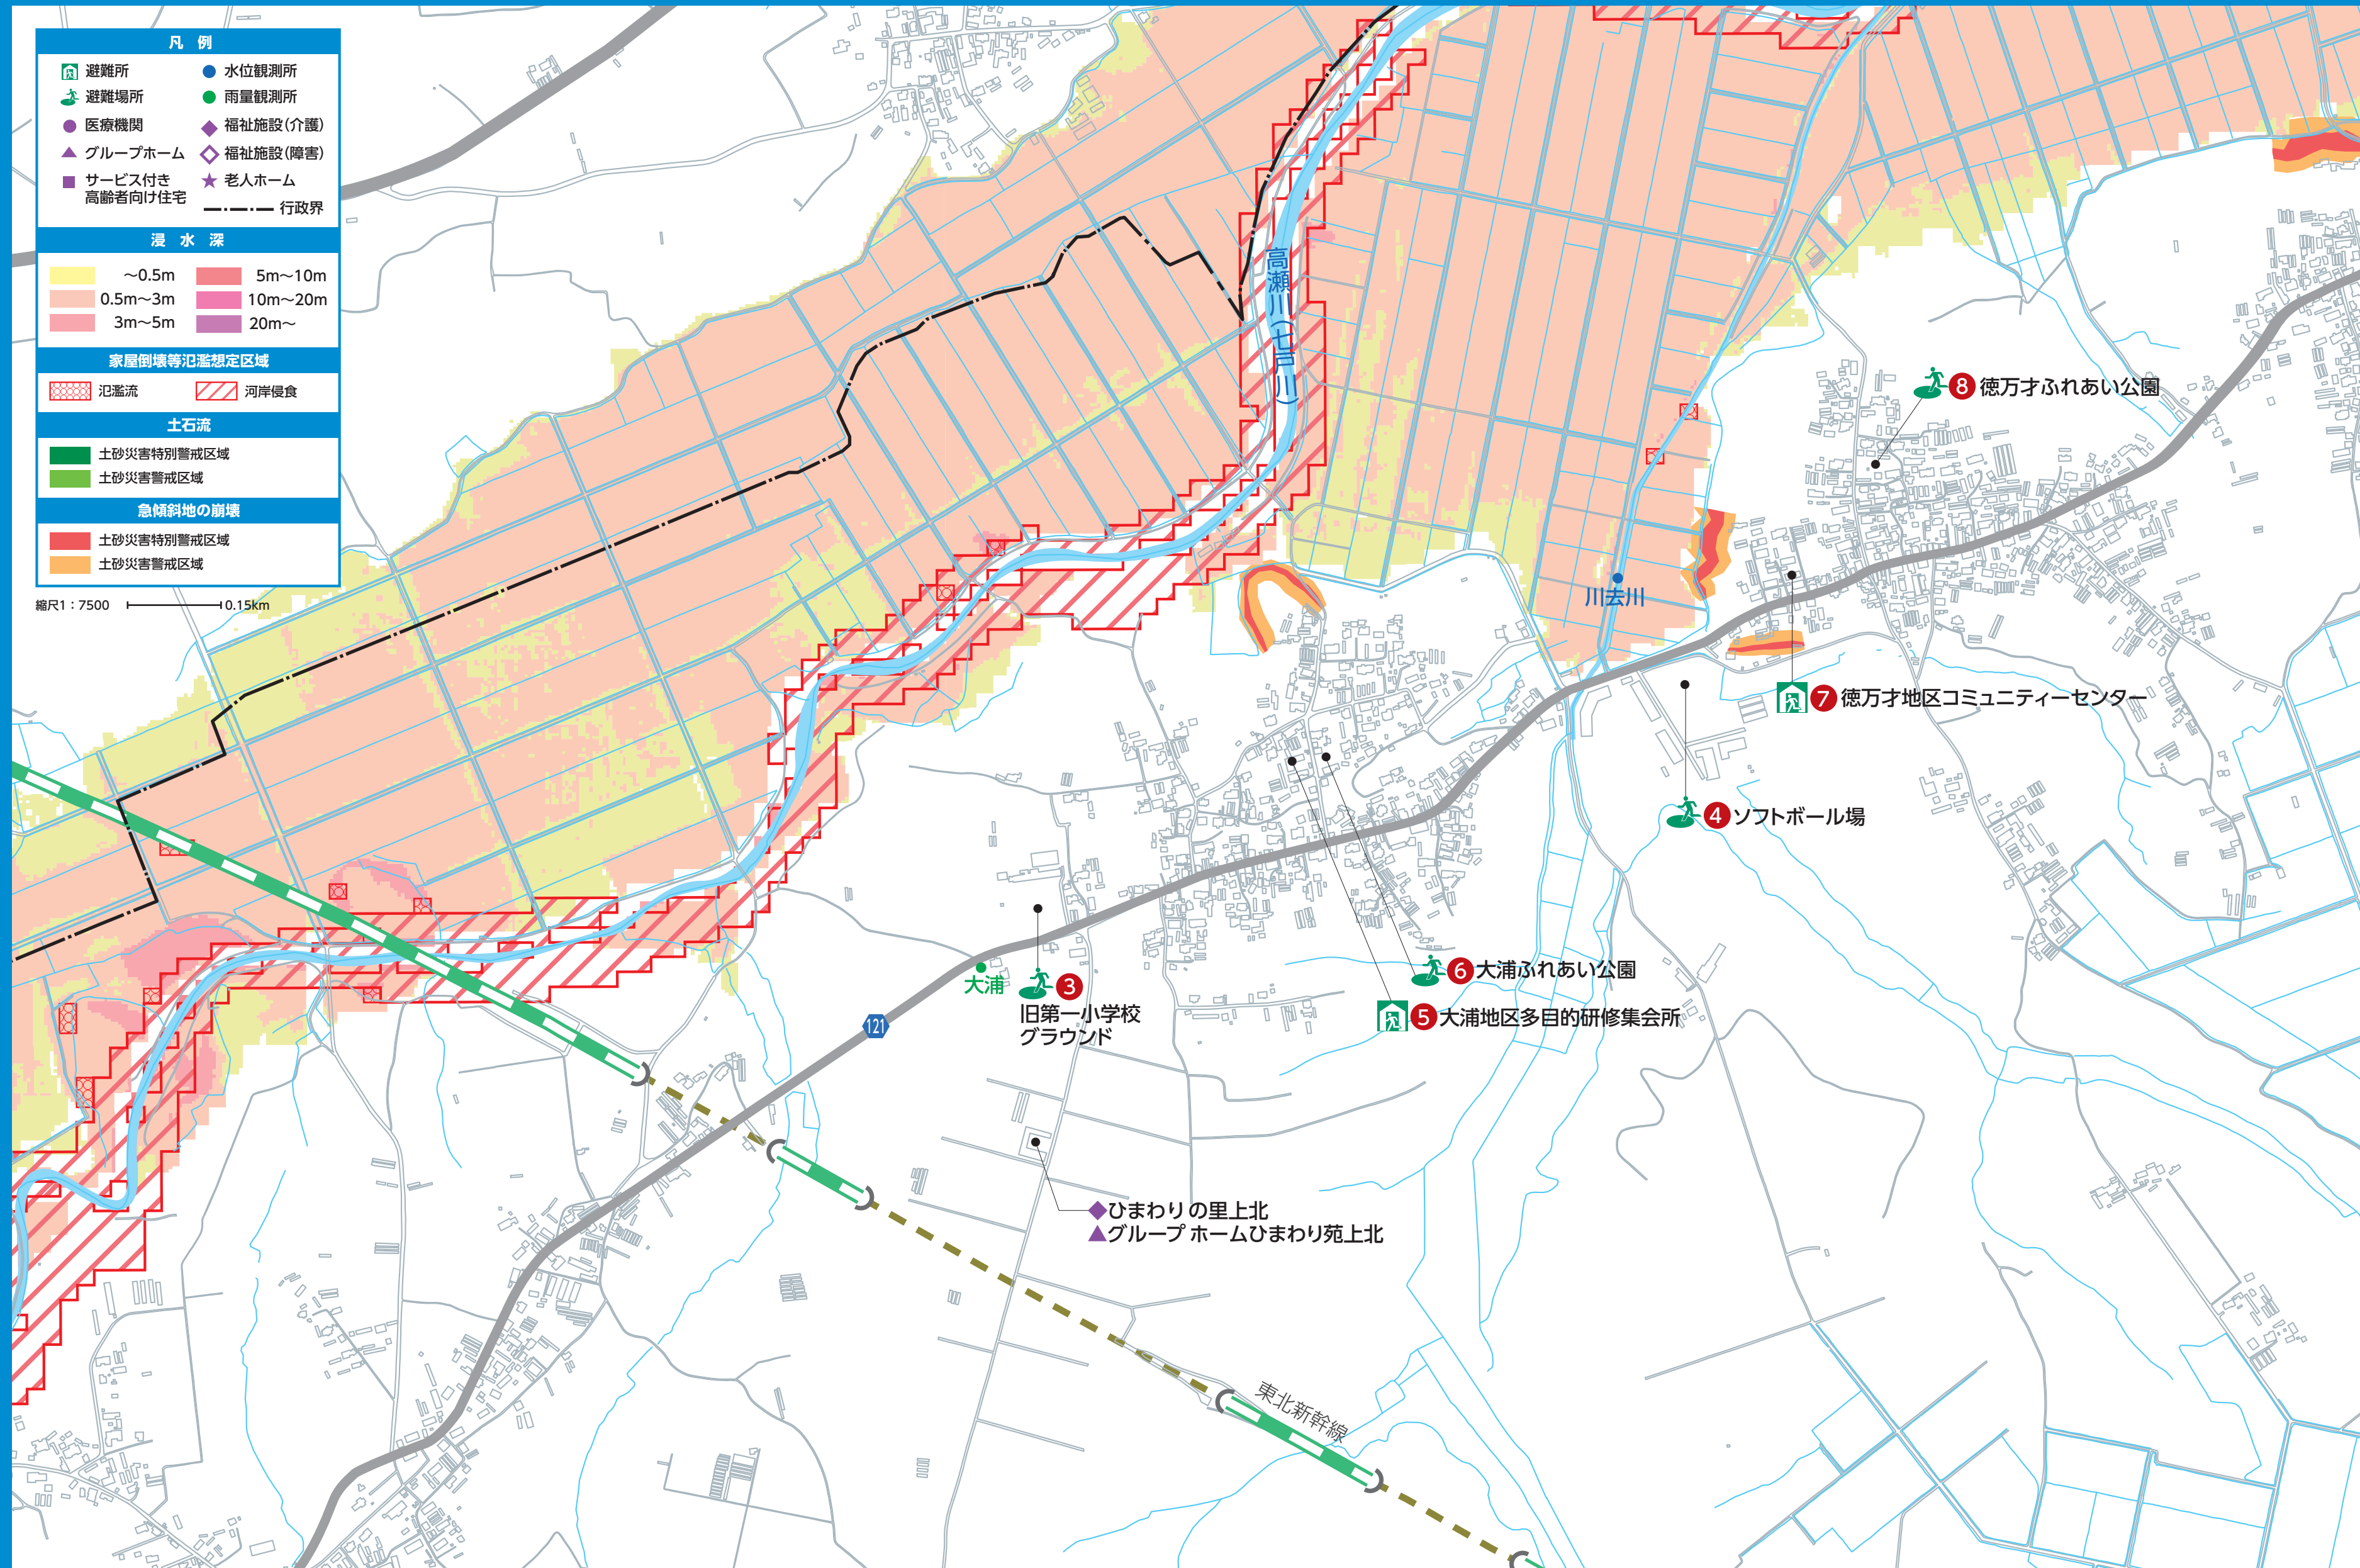 凡 例
避難所
水位観測所
避難場所
雨量観測所
医療機関
福祉施設(介護)
グループホーム
福祉施設(障害)
サービス付き
高齢者向け住宅
老人ホーム
行政界
浸 水 深
～0.5m
5m～10m
0.5m～3m
10m～20m
3m～5m
20m～
家屋倒壊等氾濫想定区域
氾濫流
河岸侵食
土石流
土砂災害特別警戒区域
土砂災害警戒区域
急傾斜地の崩壊
土砂災害特別警戒区域
土砂災害警戒区域
縮尺1:7500
0.15km
高瀬川(七戸川)
8 徳万才ふれあい公園
川去川
7 徳万才地区コミュニティーセンター
4 ソフトボール場
6 大浦ふれあい公園
5 大浦地区多目的研修集会所
大浦
3
旧第一小学校
グラウンド
121
ひまわりの里上北
グループホームひまわり苑上北
東北新幹線